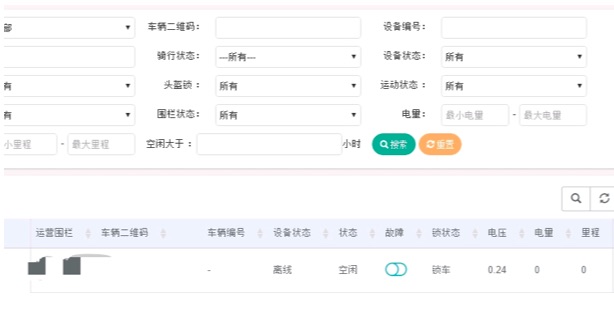 部 车辆二维码： 设备编号：
骑行状态： ---所有--- 设备状态： 所有
有 头盔锁： 所有 运动状态： 所有
有 围栏状态： 所有 电量： 最小电量 - 最大电量
小里程 - 最大里程 空闲大于： 小时 搜索 重置
运营围栏 车辆二维码 车辆编号 设备状态 状态 故障 锁状态 电压 电量 里程
- 离线 空闲 锁车 0.24 0 0